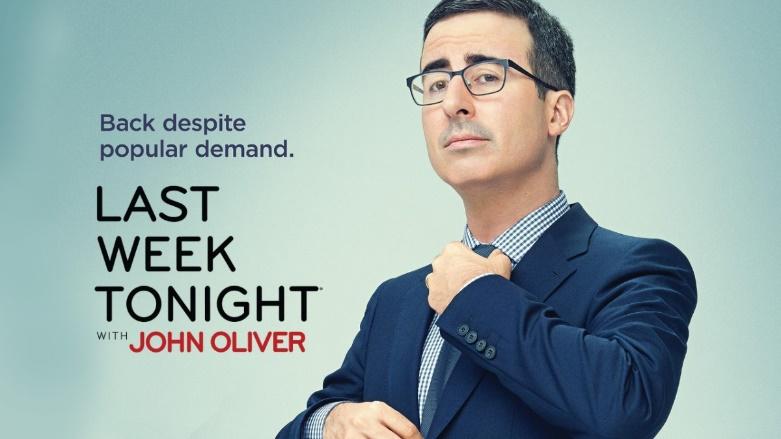 Back despite
popular demand.
LAST
WEEK
TONIGHT
WITH JOHN OLIVER